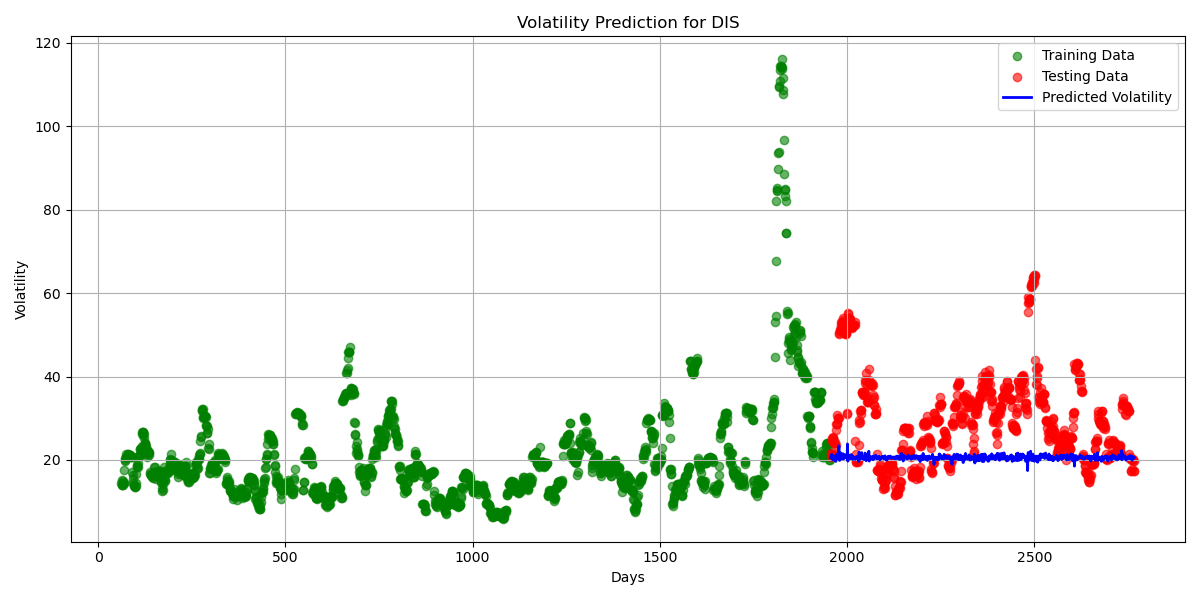 Volatility Prediction for DIS
Training Data
Testing Data
Predicted Volatility
120
100
80
60
40
20
Volatility
0
500
1000
1500
2000
2500
Days